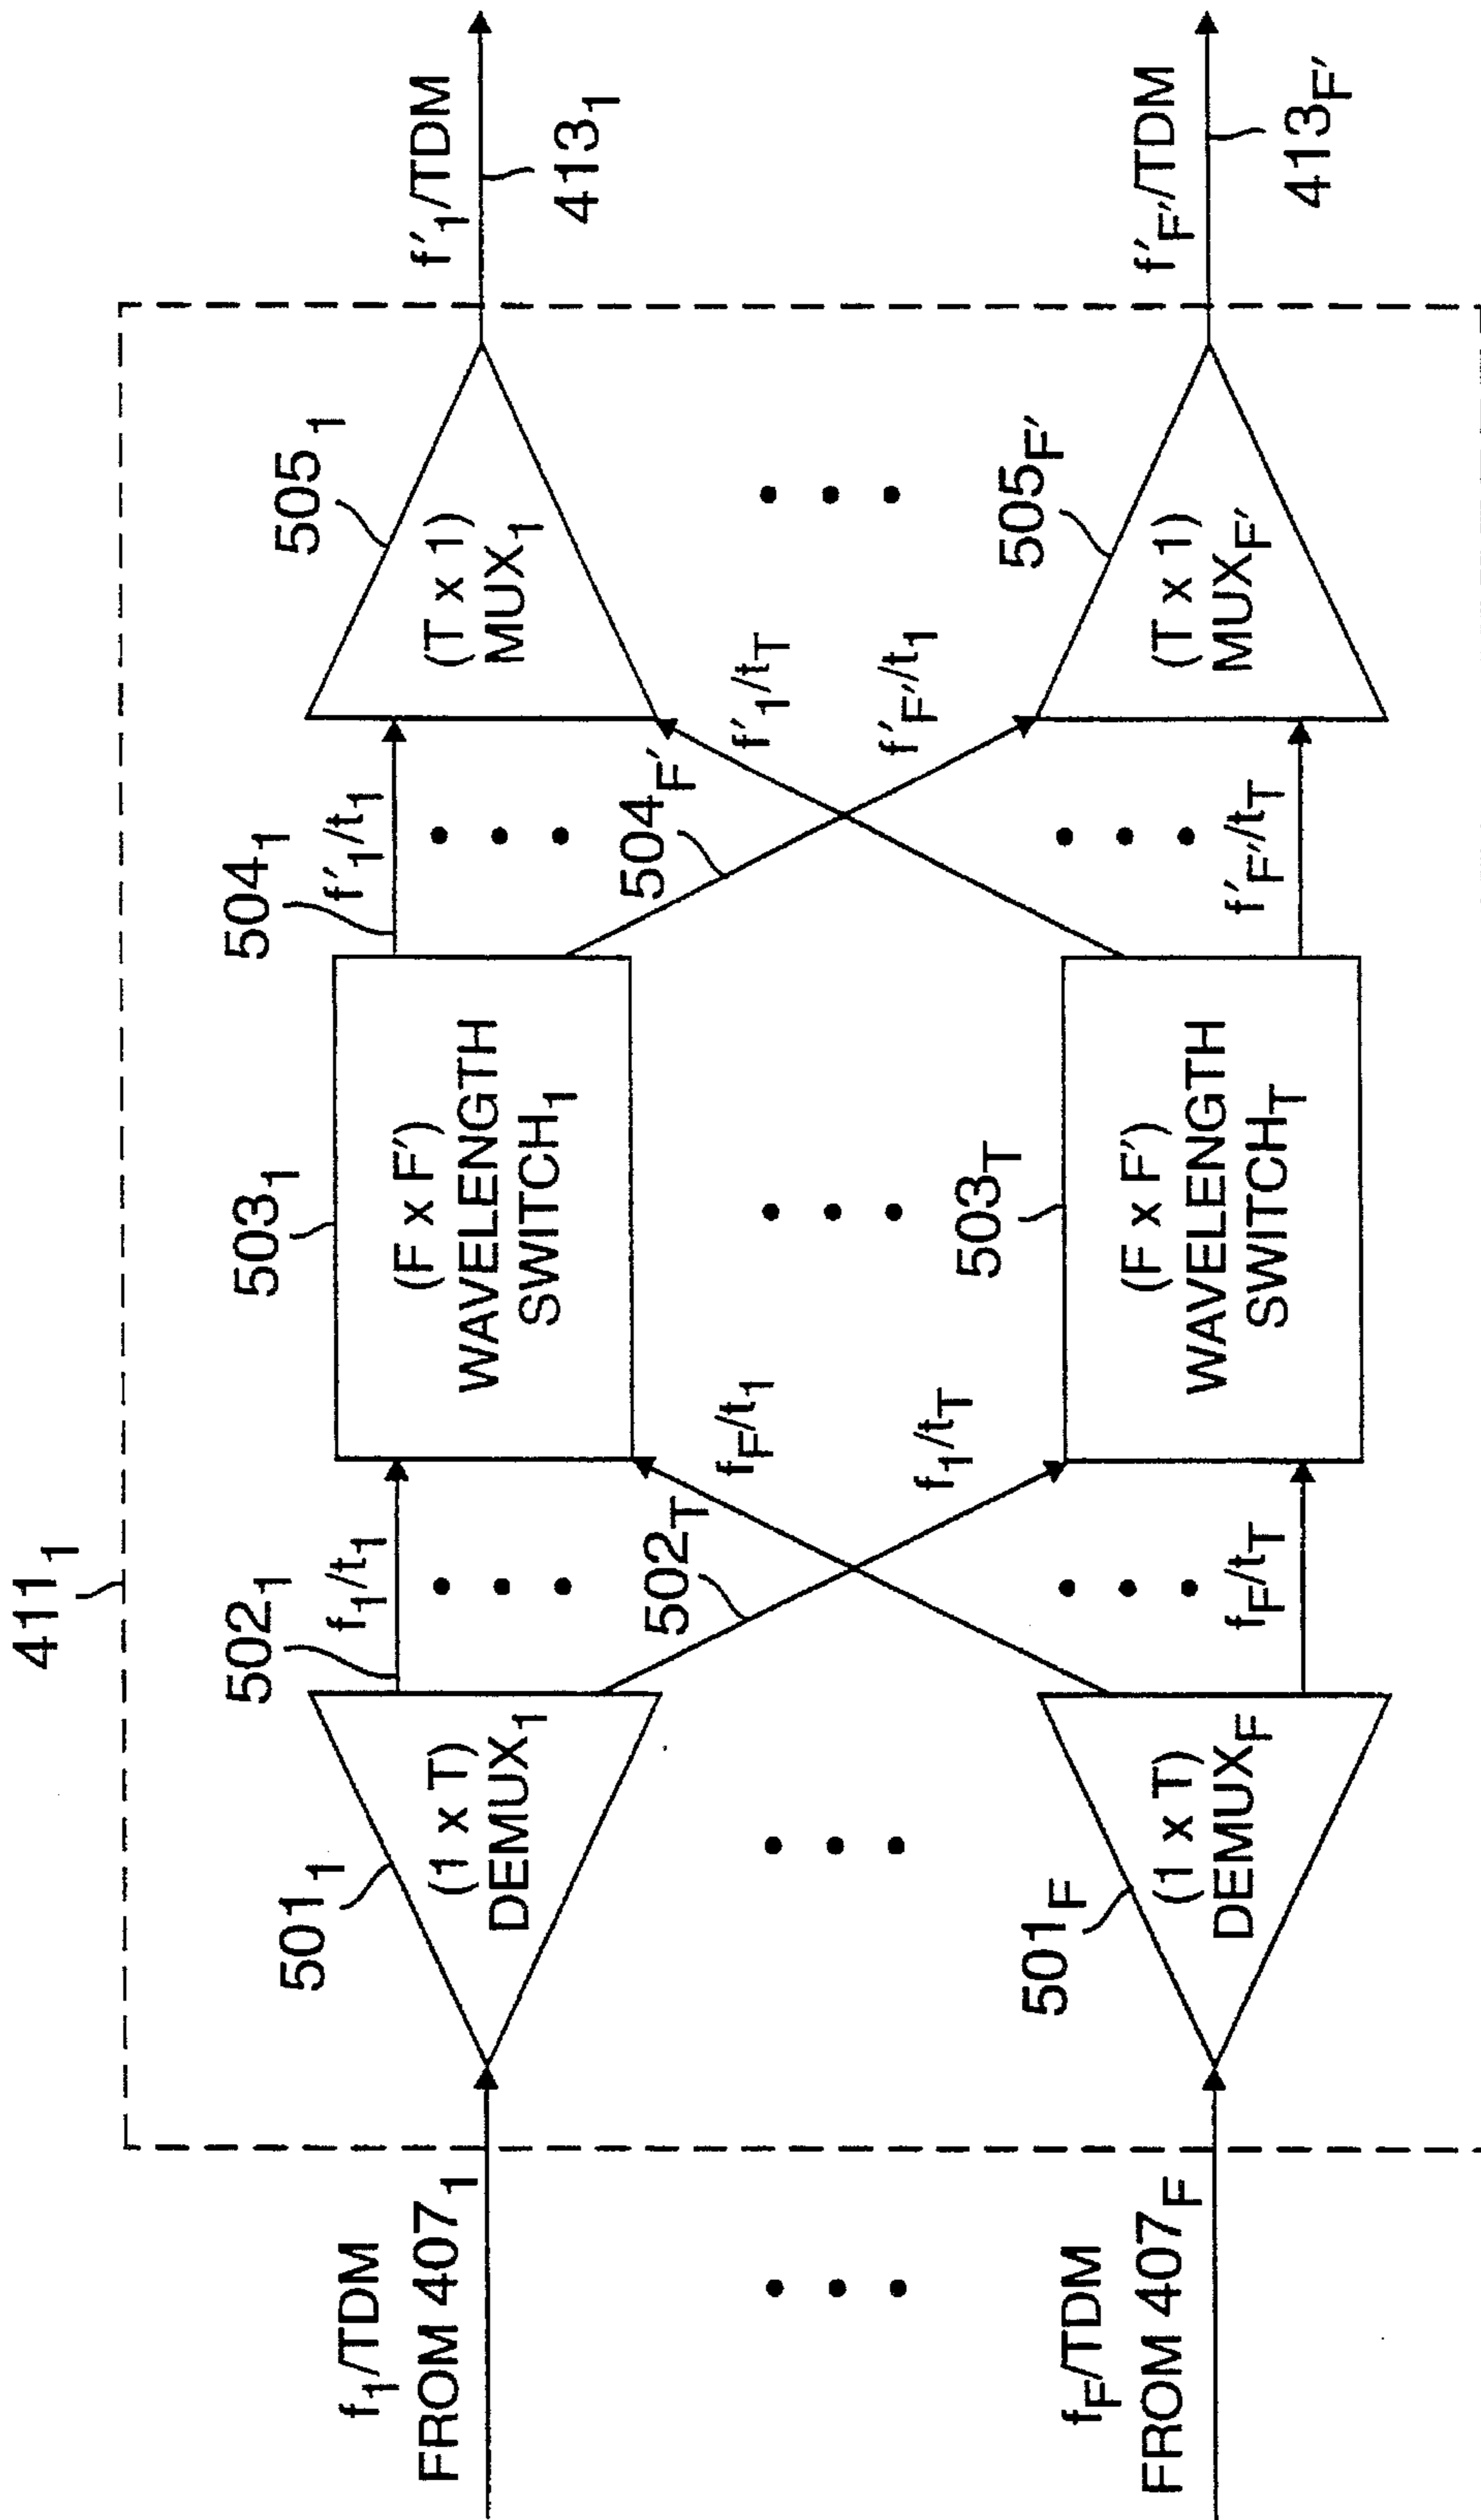 411₁
f₁/TDM
FROM 407₁
501₁
(1 x T)
DEMUX₁
502₁
f₁/t₁
502_T
503₁
(F x F')
WAVELENGTH
SWITCH₁
504₁
f'₁/t₁
504_F'
505₁
(T x 1)
MUX₁
f'₁/TDM
413₁
f_F/t₁
f₁/t_T
f'₁/t_T
f'_F'/t₁
f_F/TDM
FROM 407_F
501_F
(1 x T)
DEMUX_F
f_F/t_T
503_T
(F x F')
WAVELENGTH
SWITCH_T
f'_F'/t_T
505_F'
(T x 1)
MUX_F'
f'_F'/TDM
413_F'